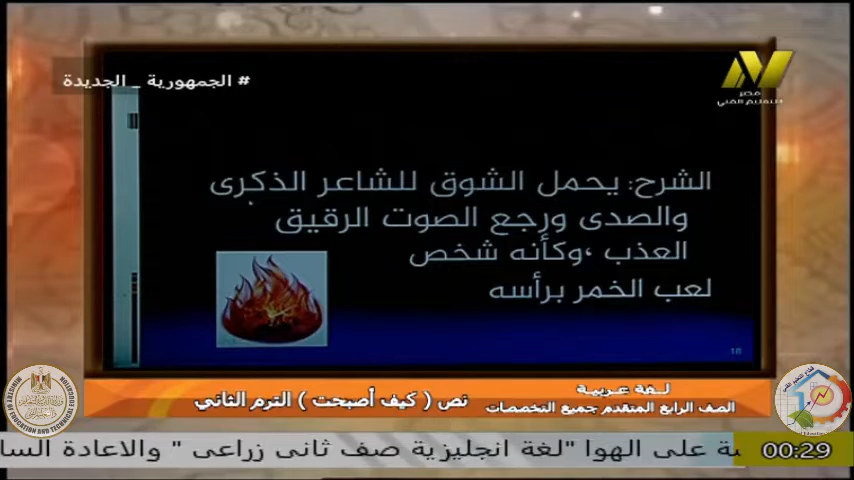 # الجمهورية _ الجديدة
مصر
للتعليم الفني
الشرح: يحمل الشوق للشاعر الذكرى
والصدى ورجع الصوت الرقيق
العذب ،وكأنه شخص
لعب الخمر برأسه
18
لغة عربية
الصف الرابع المتقدم جميع التخصصات
نص ( كيف أصبحت ) الترم الثاني
ـة على الهوا "لغة انجليزية صف ثانى زراعى " والاعادة السا
00:29